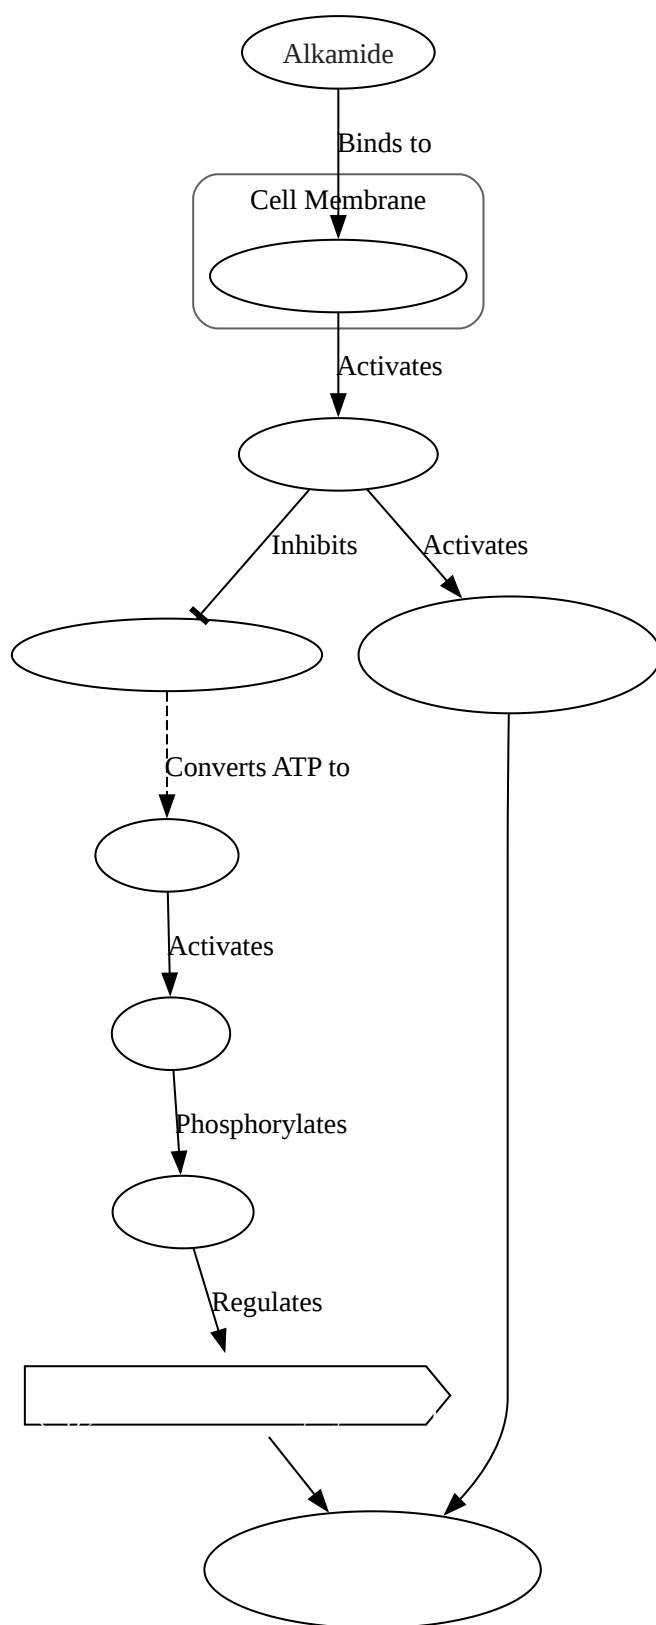 Alkamide
Binds to
Cell Membrane
Activates
Inhibits
Activates
Converts ATP to
Activates
Phosphorylates
Regulates